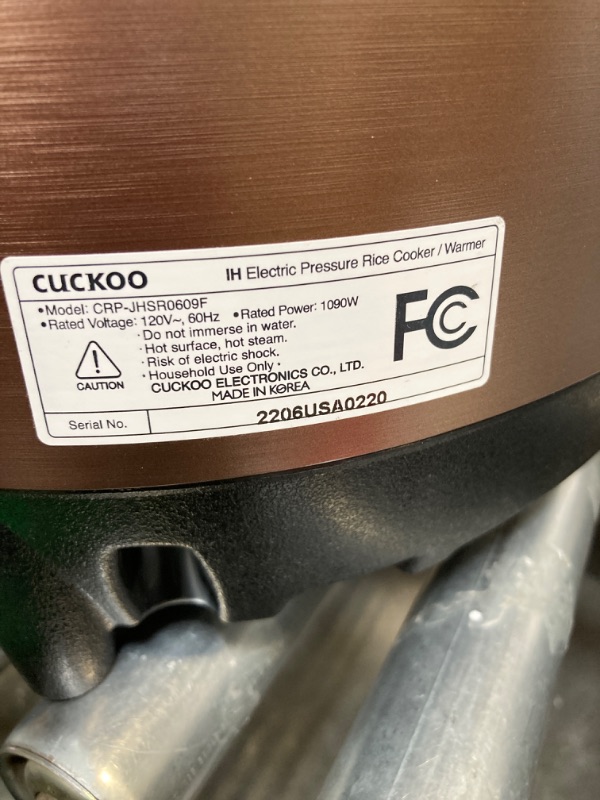 CUCKOO
IH Electric Pressure Rice Cooker / Warmer
•Model: CRP-JHSR0609F
•Rated Voltage: 120V~, 60Hz •Rated Power: 1090W
·Do not immerse in water.
·Hot surface, hot steam.
·Risk of electric shock.
·Household Use Only·
CAUTION
CUCKOO ELECTRONICS CO., LTD.
MADE IN KOREA
FC
Serial No.
2206USA0220